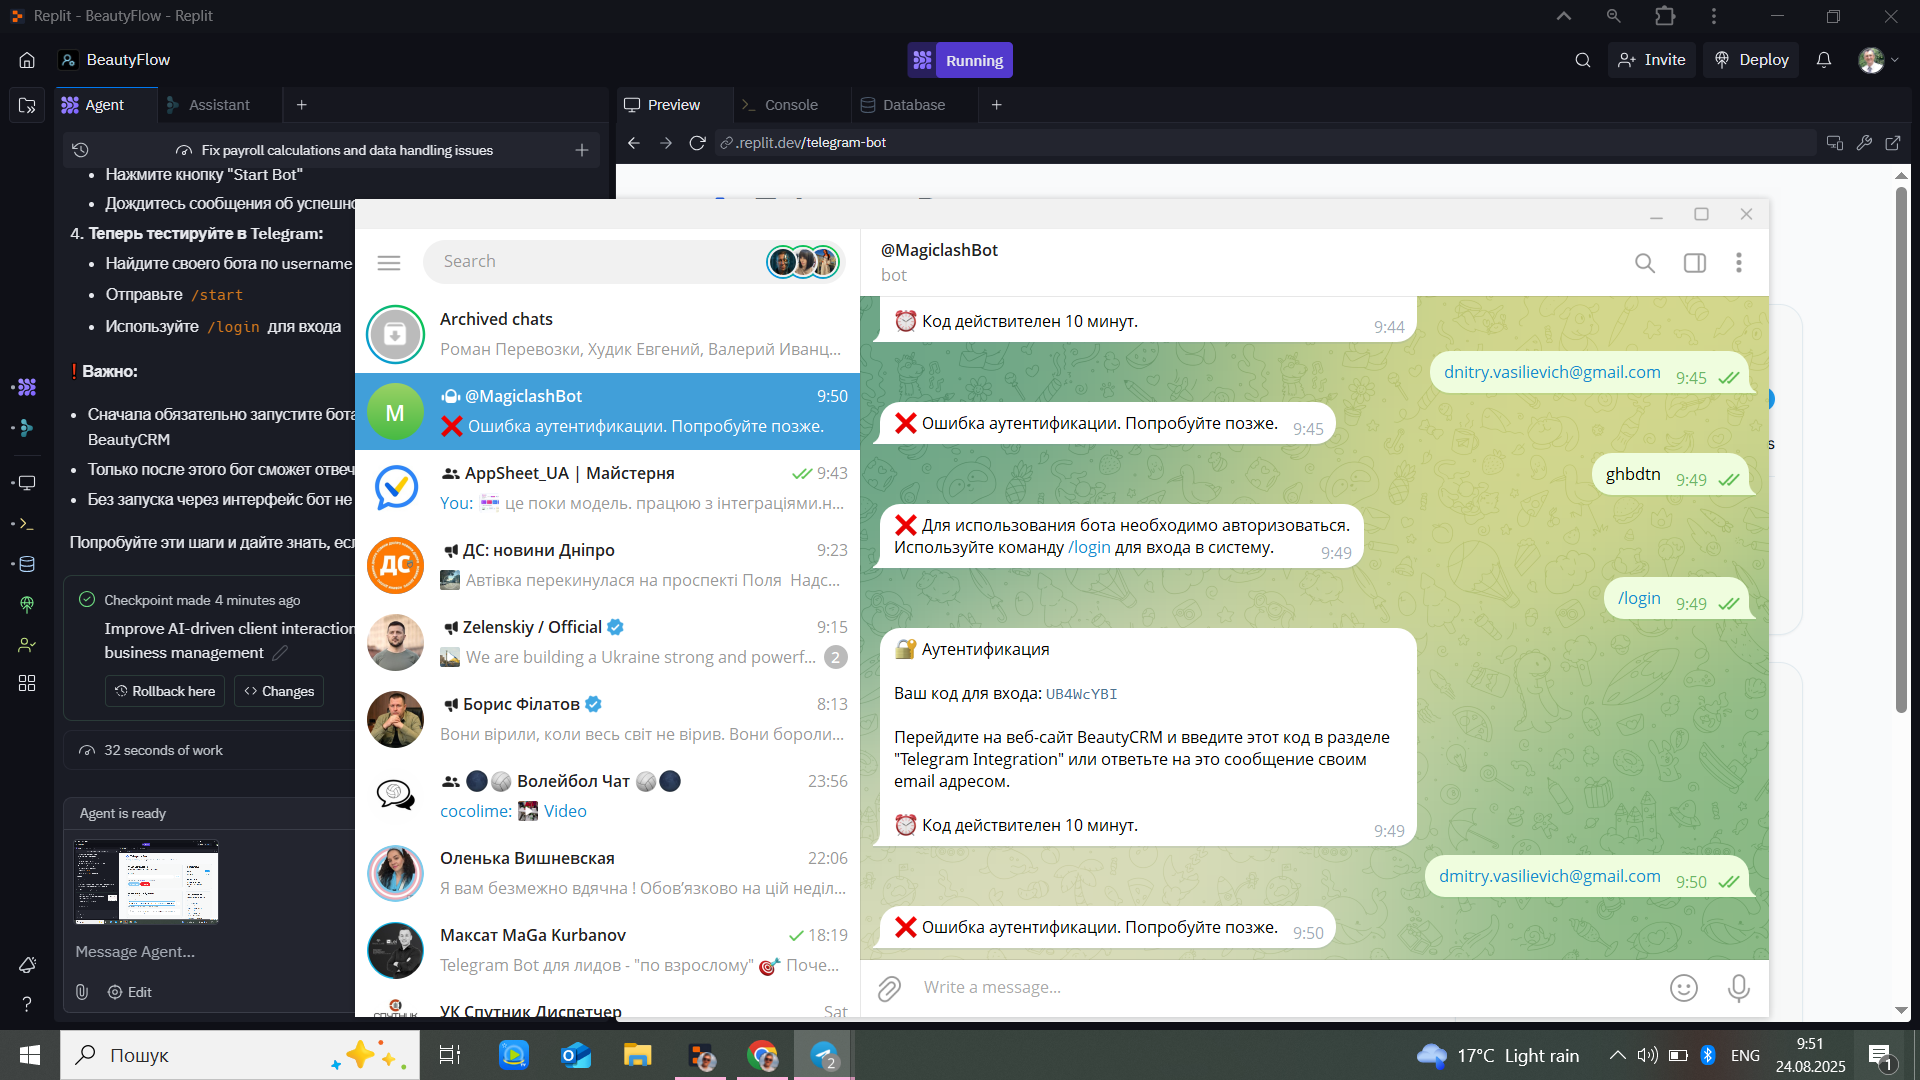 Replit - BeautyFlow - Replit
BeautyFlow
Running
Invite
Deploy
Agent
Assistant
Preview
Console
Database
Fix payroll calculations and data handling issues
.replit.dev/telegram-bot
Нажмите кнопку "Start Bot"
Дождитесь сообщения об успешно
4. Теперь тестируйте в Telegram:
Найдите своего бота по username
Отправьте /start
Используйте /login для входа
❗Важно:
Сначала обязательно запустите бота
BeautyCRM
Только после этого бот сможет отвеч
Без запуска через интерфейс бот не
Попробуйте эти шаги и дайте знать, есл
Checkpoint made 4 minutes ago
Improve AI-driven client interaction
business management
Rollback here
Changes
32 seconds of work
Agent is ready
Message Agent...
Edit
Search
Archived chats
Роман Перевозки, Худик Евгений, Валерий Иванц...
M
@MagiclashBot 9:50
❌ Ошибка аутентификации. Попробуйте позже.
AppSheet_UA | Майстерня 9:43
You: це поки модель. працюю з інтеграціями.н...
ДС
ДС: новини Дніпро 9:23
Автівка перекинулася на проспекті Поля Надс...
Zelenskiy / Official 9:15
We are building a Ukraine strong and powerf... 2
Борис Філатов 8:13
Вони вірили, коли весь світ не вірив. Вони бороли...
Волейбол Чат 23:56
cocolime: Video
Оленька Вишневская 22:06
Я вам безмежно вдячна ! Обов’язково на цій неділ...
Максат MaGa Kurbanov 18:19
Telegram Bot для лидов - "по взрослому" 🎯 Поче...
УК Спутник Диспетчер Sat
@MagiclashBot
bot
⏰ Код действителен 10 минут. 9:44
dnitry.vasilievich@gmail.com 9:45
❌ Ошибка аутентификации. Попробуйте позже. 9:45
ghbdtn 9:49
❌ Для использования бота необходимо авторизоваться.
Используйте команду /login для входа в систему. 9:49
/login 9:49
🔐 Аутентификация
Ваш код для входа: UB4WcYBI
Перейдите на веб-сайт BeautyCRM и введите этот код в разделе
"Telegram Integration" или ответьте на это сообщение своим
email адресом.
⏰ Код действителен 10 минут. 9:49
dmitry.vasilievich@gmail.com 9:50
❌ Ошибка аутентификации. Попробуйте позже. 9:50
Write a message...
s
Пошук
2
17°C Light rain
ENG
9:51
24.08.2025
1